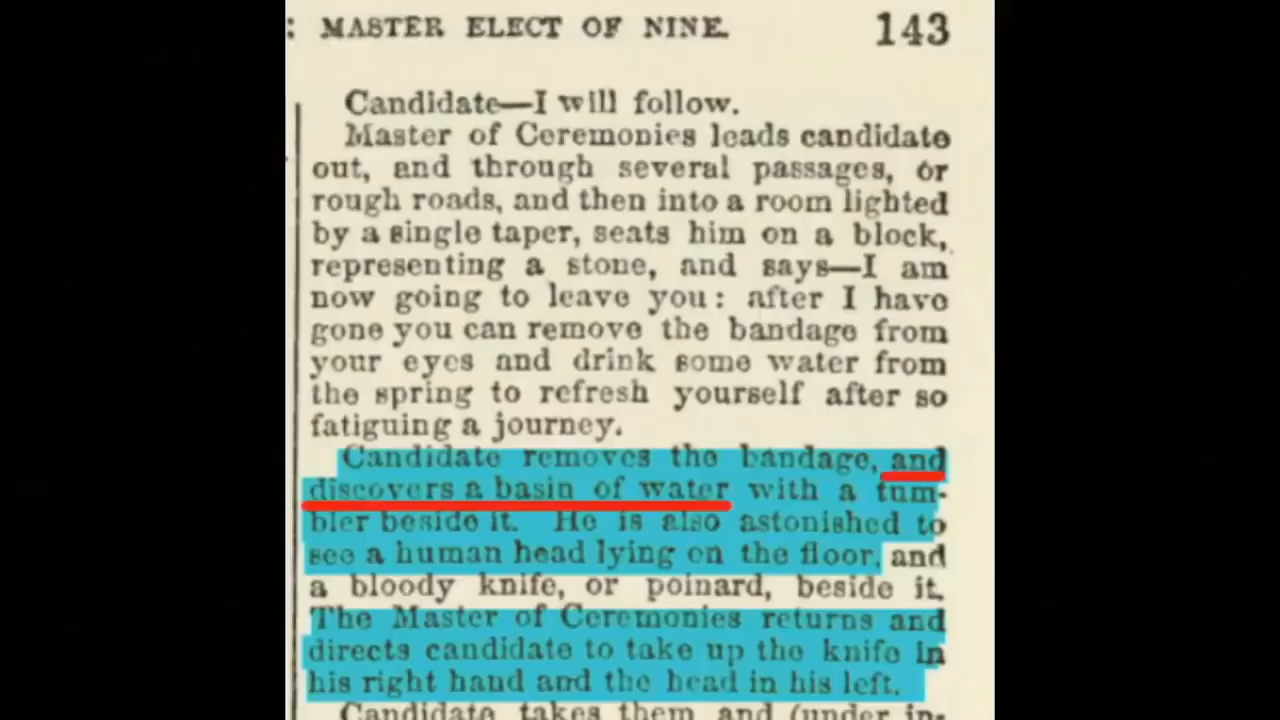 : MASTER ELECT OF NINE. 143
Candidate—I will follow.
Master of Ceremonies leads candidate
out, and through several passages, or
rough roads, and then into a room lighted
by a single taper, seats him on a block,
representing a stone, and says—I am
now going to leave you: after I have
gone you can remove the bandage from
your eyes and drink some water from
the spring to refresh yourself after so
fatiguing a journey.
Candidate removes the bandage, and
discovers a basin of water with a tum-
bler beside it. He is also astonished to
see a human head lying on the floor, and
a bloody knife, or poinard, beside it.
The Master of Ceremonies returns and
directs candidate to take up the knife in
his right hand and the head in his left.
Candidate takes them and (under in-